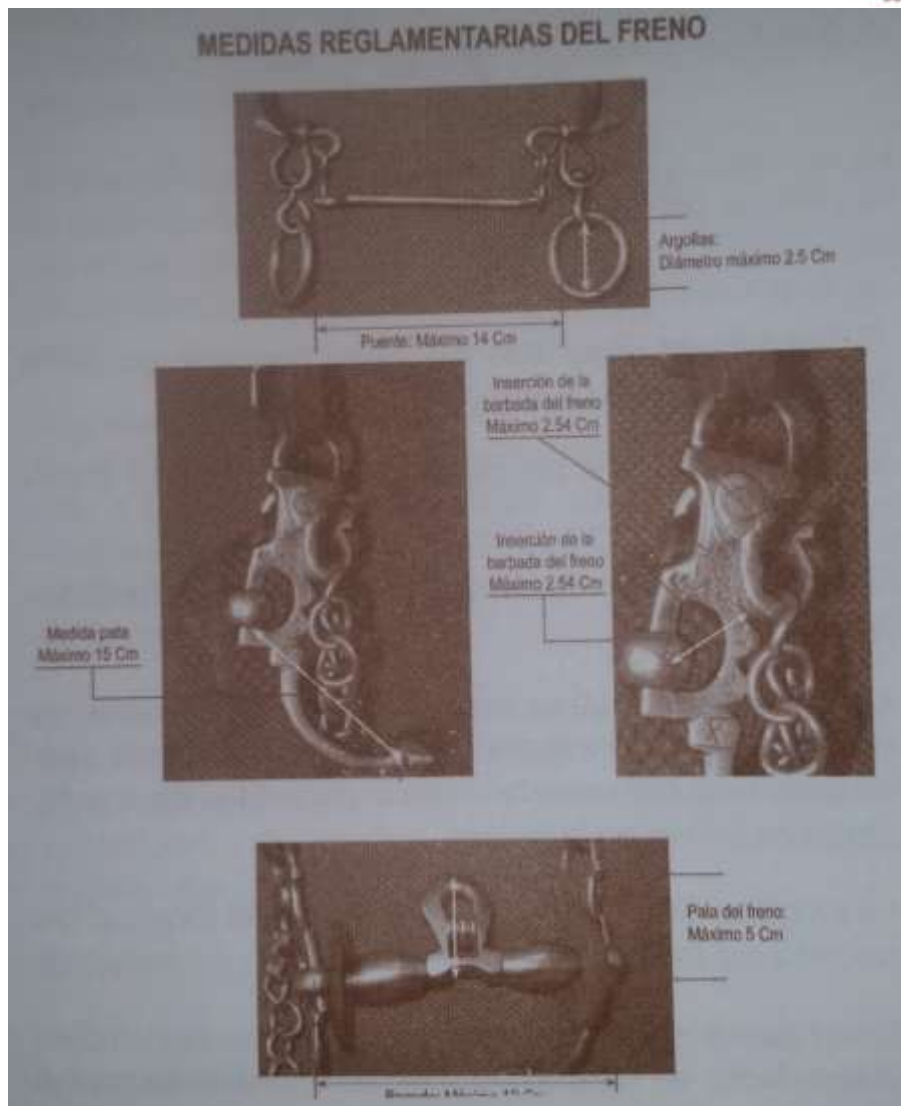 MEDIDAS REGLAMENTARIAS DEL FRENO
Argollas:
Diámetro máximo 2.5 Cm
Puente: Máximo 14 Cm
Inserción de la
barbada del freno
Máximo 2.54 Cm
Inserción de la
barbada del freno
Máximo 2.54 Cm
Medida pata
Máximo 15 Cm
Pala del freno:
Máximo 5 Cm
Máximo
Cm